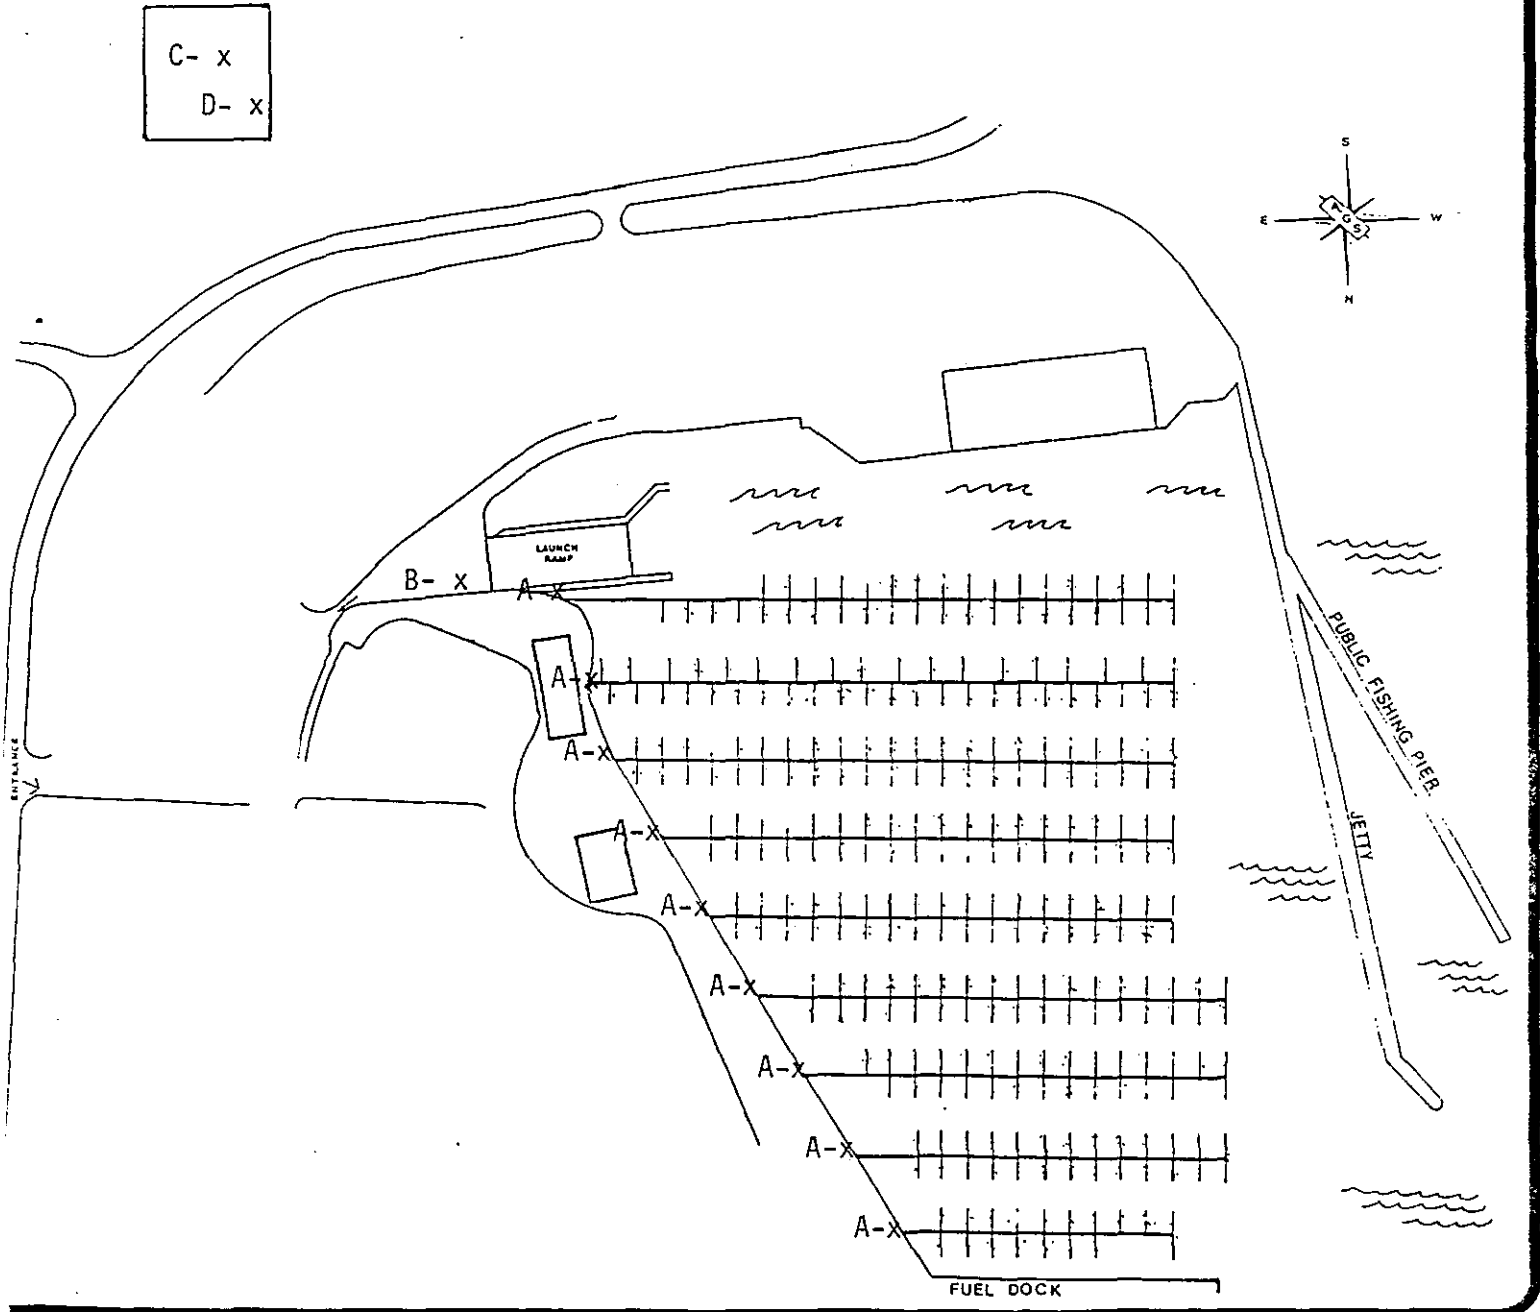 C- x
D- x
S
E
W
N
A G S
LAUNCH
RAMP
B- x
A-x
A-x
A-x
A-x
A-x
A-x
A-x
A-x
A-x
PUBLIC FISHING PIER
JETTY
ENTRANCE
FUEL DOCK